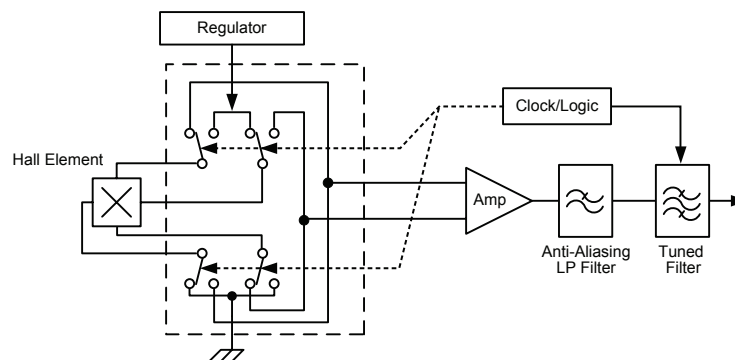 Regulator
Clock/Logic
Hall Element
Amp
Anti-Aliasing
LP Filter
Tuned
Filter